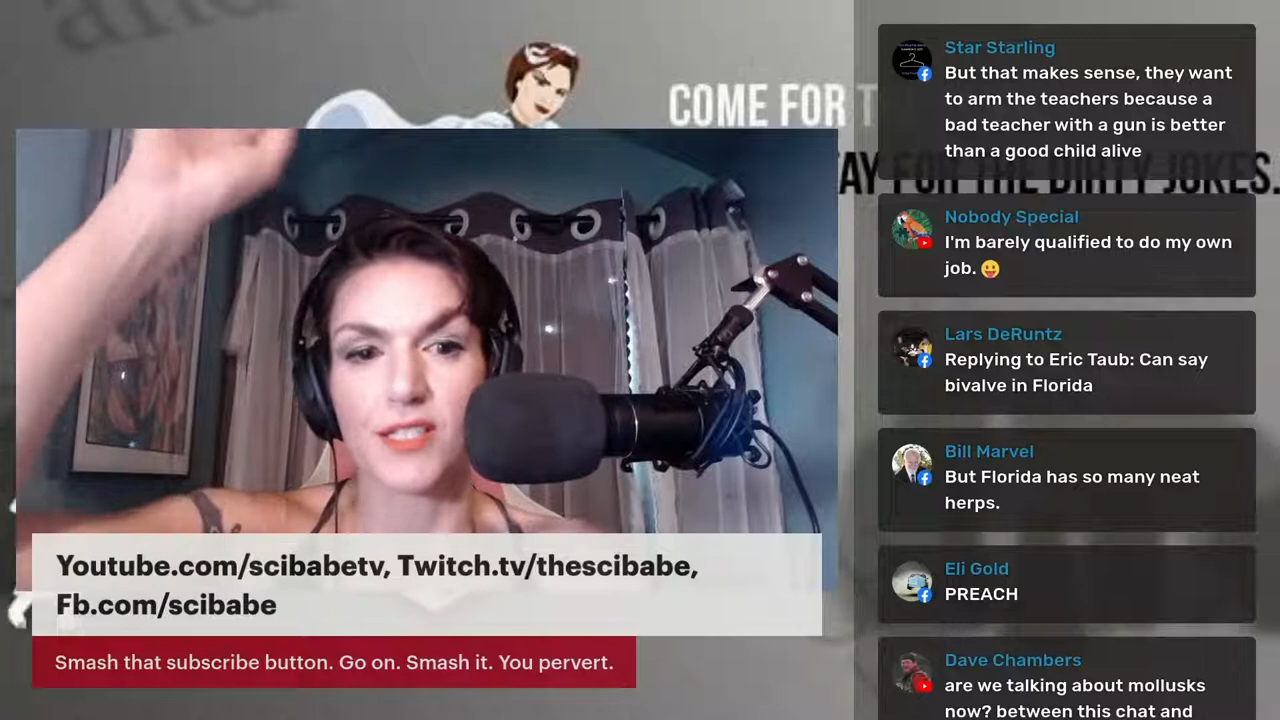 and
COME FOR T
AY FOR THE DIRTY JOKES.
Youtube.com/scibabetv, Twitch.tv/thescibabe,
Fb.com/scibabe
Smash that subscribe button. Go on. Smash it. You pervert.
Star Starling
But that makes sense, they want
to arm the teachers because a
bad teacher with a gun is better
than a good child alive
Nobody Special
I'm barely qualified to do my own
job. 😛
Lars DeRuntz
Replying to Eric Taub: Can say
bivalve in Florida
Bill Marvel
But Florida has so many neat
herps.
Eli Gold
PREACH
Dave Chambers
are we talking about mollusks
now? between this chat and